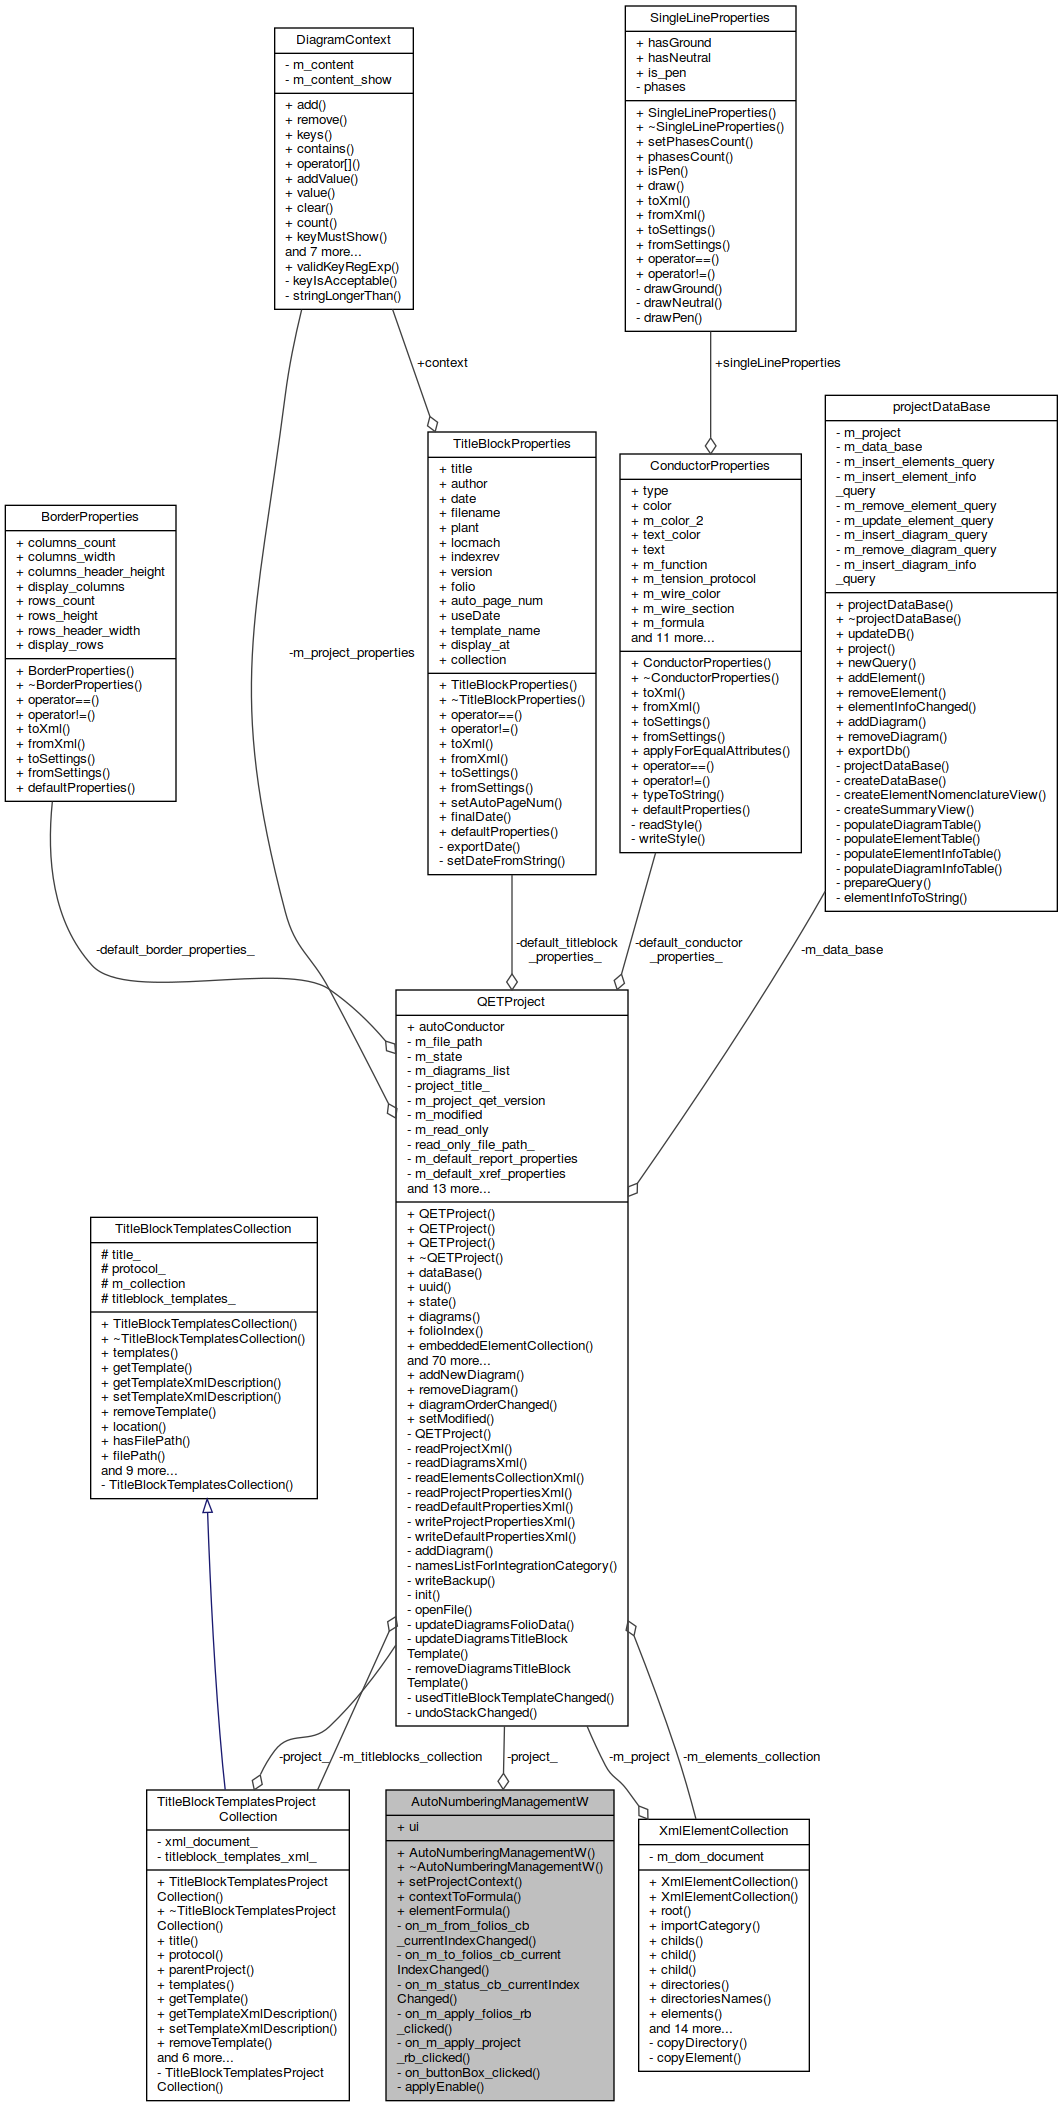 SingleLineProperties
+ hasGround
+ hasNeutral
+ is_pen
- phases
+ SingleLineProperties()
+ ~SingleLineProperties()
+ setPhasesCount()
+ phasesCount()
+ isPen()
+ draw()
+ toXml()
+ fromXml()
+ toSettings()
+ fromSettings()
+ operator==()
+ operator!=()
- drawGround()
- drawNeutral()
- drawPen()
DiagramContext
- m_content
- m_content_show
+ add()
+ remove()
+ keys()
+ contains()
+ operator[]()
+ addValue()
+ value()
+ clear()
+ count()
+ keyMustShow()
and 7 more...
+ validKeyRegExp()
- keyIsAcceptable()
- stringLongerThan()
+context
+singleLineProperties
projectDataBase
- m_project
- m_data_base
- m_insert_elements_query
- m_insert_element_info
_query
- m_remove_element_query
- m_update_element_query
- m_insert_diagram_query
- m_remove_diagram_query
- m_insert_diagram_info
_query
+ projectDataBase()
+ ~projectDataBase()
+ updateDB()
+ project()
+ newQuery()
+ addElement()
+ removeElement()
+ elementInfoChanged()
+ addDiagram()
+ removeDiagram()
+ exportDb()
- projectDataBase()
- createDataBase()
- createElementNomenclatureView()
- createSummaryView()
- populateDiagramTable()
- populateElementTable()
- populateElementInfoTable()
- populateDiagramInfoTable()
- prepareQuery()
- elementInfoToString()
TitleBlockProperties
+ title
+ author
+ date
+ filename
+ plant
+ locmach
+ indexrev
+ version
+ folio
+ auto_page_num
+ useDate
+ template_name
+ display_at
+ collection
+ TitleBlockProperties()
+ ~TitleBlockProperties()
+ operator==()
+ operator!=()
+ toXml()
+ fromXml()
+ toSettings()
+ fromSettings()
+ setAutoPageNum()
+ finalDate()
+ defaultProperties()
- exportDate()
- setDateFromString()
ConductorProperties
+ type
+ color
+ m_color_2
+ text_color
+ text
+ m_function
+ m_tension_protocol
+ m_wire_color
+ m_wire_section
+ m_formula
and 11 more...
+ ConductorProperties()
+ ~ConductorProperties()
+ toXml()
+ fromXml()
+ toSettings()
+ fromSettings()
+ applyForEqualAttributes()
+ operator==()
+ operator!=()
+ typeToString()
+ defaultProperties()
- readStyle()
- writeStyle()
BorderProperties
+ columns_count
+ columns_width
+ columns_header_height
+ display_columns
+ rows_count
+ rows_height
+ rows_header_width
+ display_rows
+ BorderProperties()
+ ~BorderProperties()
+ operator==()
+ operator!=()
+ toXml()
+ fromXml()
+ toSettings()
+ fromSettings()
+ defaultProperties()
-m_project_properties
-default_border_properties_
-default_titleblock
_properties_
-default_conductor
_properties_
-m_data_base
QETProject
+ autoConductor
- m_file_path
- m_state
- m_diagrams_list
- project_title_
- m_project_qet_version
- m_modified
- m_read_only
- read_only_file_path_
- m_default_report_properties
- m_default_xref_properties
and 13 more...
+ QETProject()
+ QETProject()
+ QETProject()
+ ~QETProject()
+ dataBase()
+ uuid()
+ state()
+ diagrams()
+ folioIndex()
+ embeddedElementCollection()
and 70 more...
+ addNewDiagram()
+ removeDiagram()
+ diagramOrderChanged()
+ setModified()
- QETProject()
- readProjectXml()
- readDiagramsXml()
- readElementsCollectionXml()
- readProjectPropertiesXml()
- readDefaultPropertiesXml()
- writeProjectPropertiesXml()
- writeDefaultPropertiesXml()
- addDiagram()
- namesListForIntegrationCategory()
- writeBackup()
- init()
- openFile()
- updateDiagramsFolioData()
- updateDiagramsTitleBlock
Template()
- removeDiagramsTitleBlock
Template()
- usedTitleBlockTemplateChanged()
- undoStackChanged()
TitleBlockTemplatesCollection
# title_
# protocol_
# m_collection
# titleblock_templates_
+ TitleBlockTemplatesCollection()
+ ~TitleBlockTemplatesCollection()
+ templates()
+ getTemplate()
+ getTemplateXmlDescription()
+ setTemplateXmlDescription()
+ removeTemplate()
+ location()
+ hasFilePath()
+ filePath()
and 9 more...
- TitleBlockTemplatesCollection()
-project_
-m_titleblocks_collection
-project_
-m_project
-m_elements_collection
TitleBlockTemplatesProject
Collection
- xml_document_
- titleblock_templates_xml_
+ TitleBlockTemplatesProject
Collection()
+ ~TitleBlockTemplatesProject
Collection()
+ title()
+ protocol()
+ parentProject()
+ templates()
+ getTemplate()
+ getTemplateXmlDescription()
+ setTemplateXmlDescription()
+ removeTemplate()
and 6 more...
- TitleBlockTemplatesProject
Collection()
AutoNumberingManagementW
+ ui
+ AutoNumberingManagementW()
+ ~AutoNumberingManagementW()
+ setProjectContext()
+ contextToFormula()
+ elementFormula()
- on_m_from_folios_cb
_currentIndexChanged()
- on_m_to_folios_cb_current
IndexChanged()
- on_m_status_cb_currentIndex
Changed()
- on_m_apply_folios_rb
_clicked()
- on_m_apply_project
_rb_clicked()
- on_buttonBox_clicked()
- applyEnable()
XmlElementCollection
- m_dom_document
+ XmlElementCollection()
+ XmlElementCollection()
+ root()
+ importCategory()
+ childs()
+ child()
+ child()
+ directories()
+ directoriesNames()
+ elements()
and 14 more...
- copyDirectory()
- copyElement()